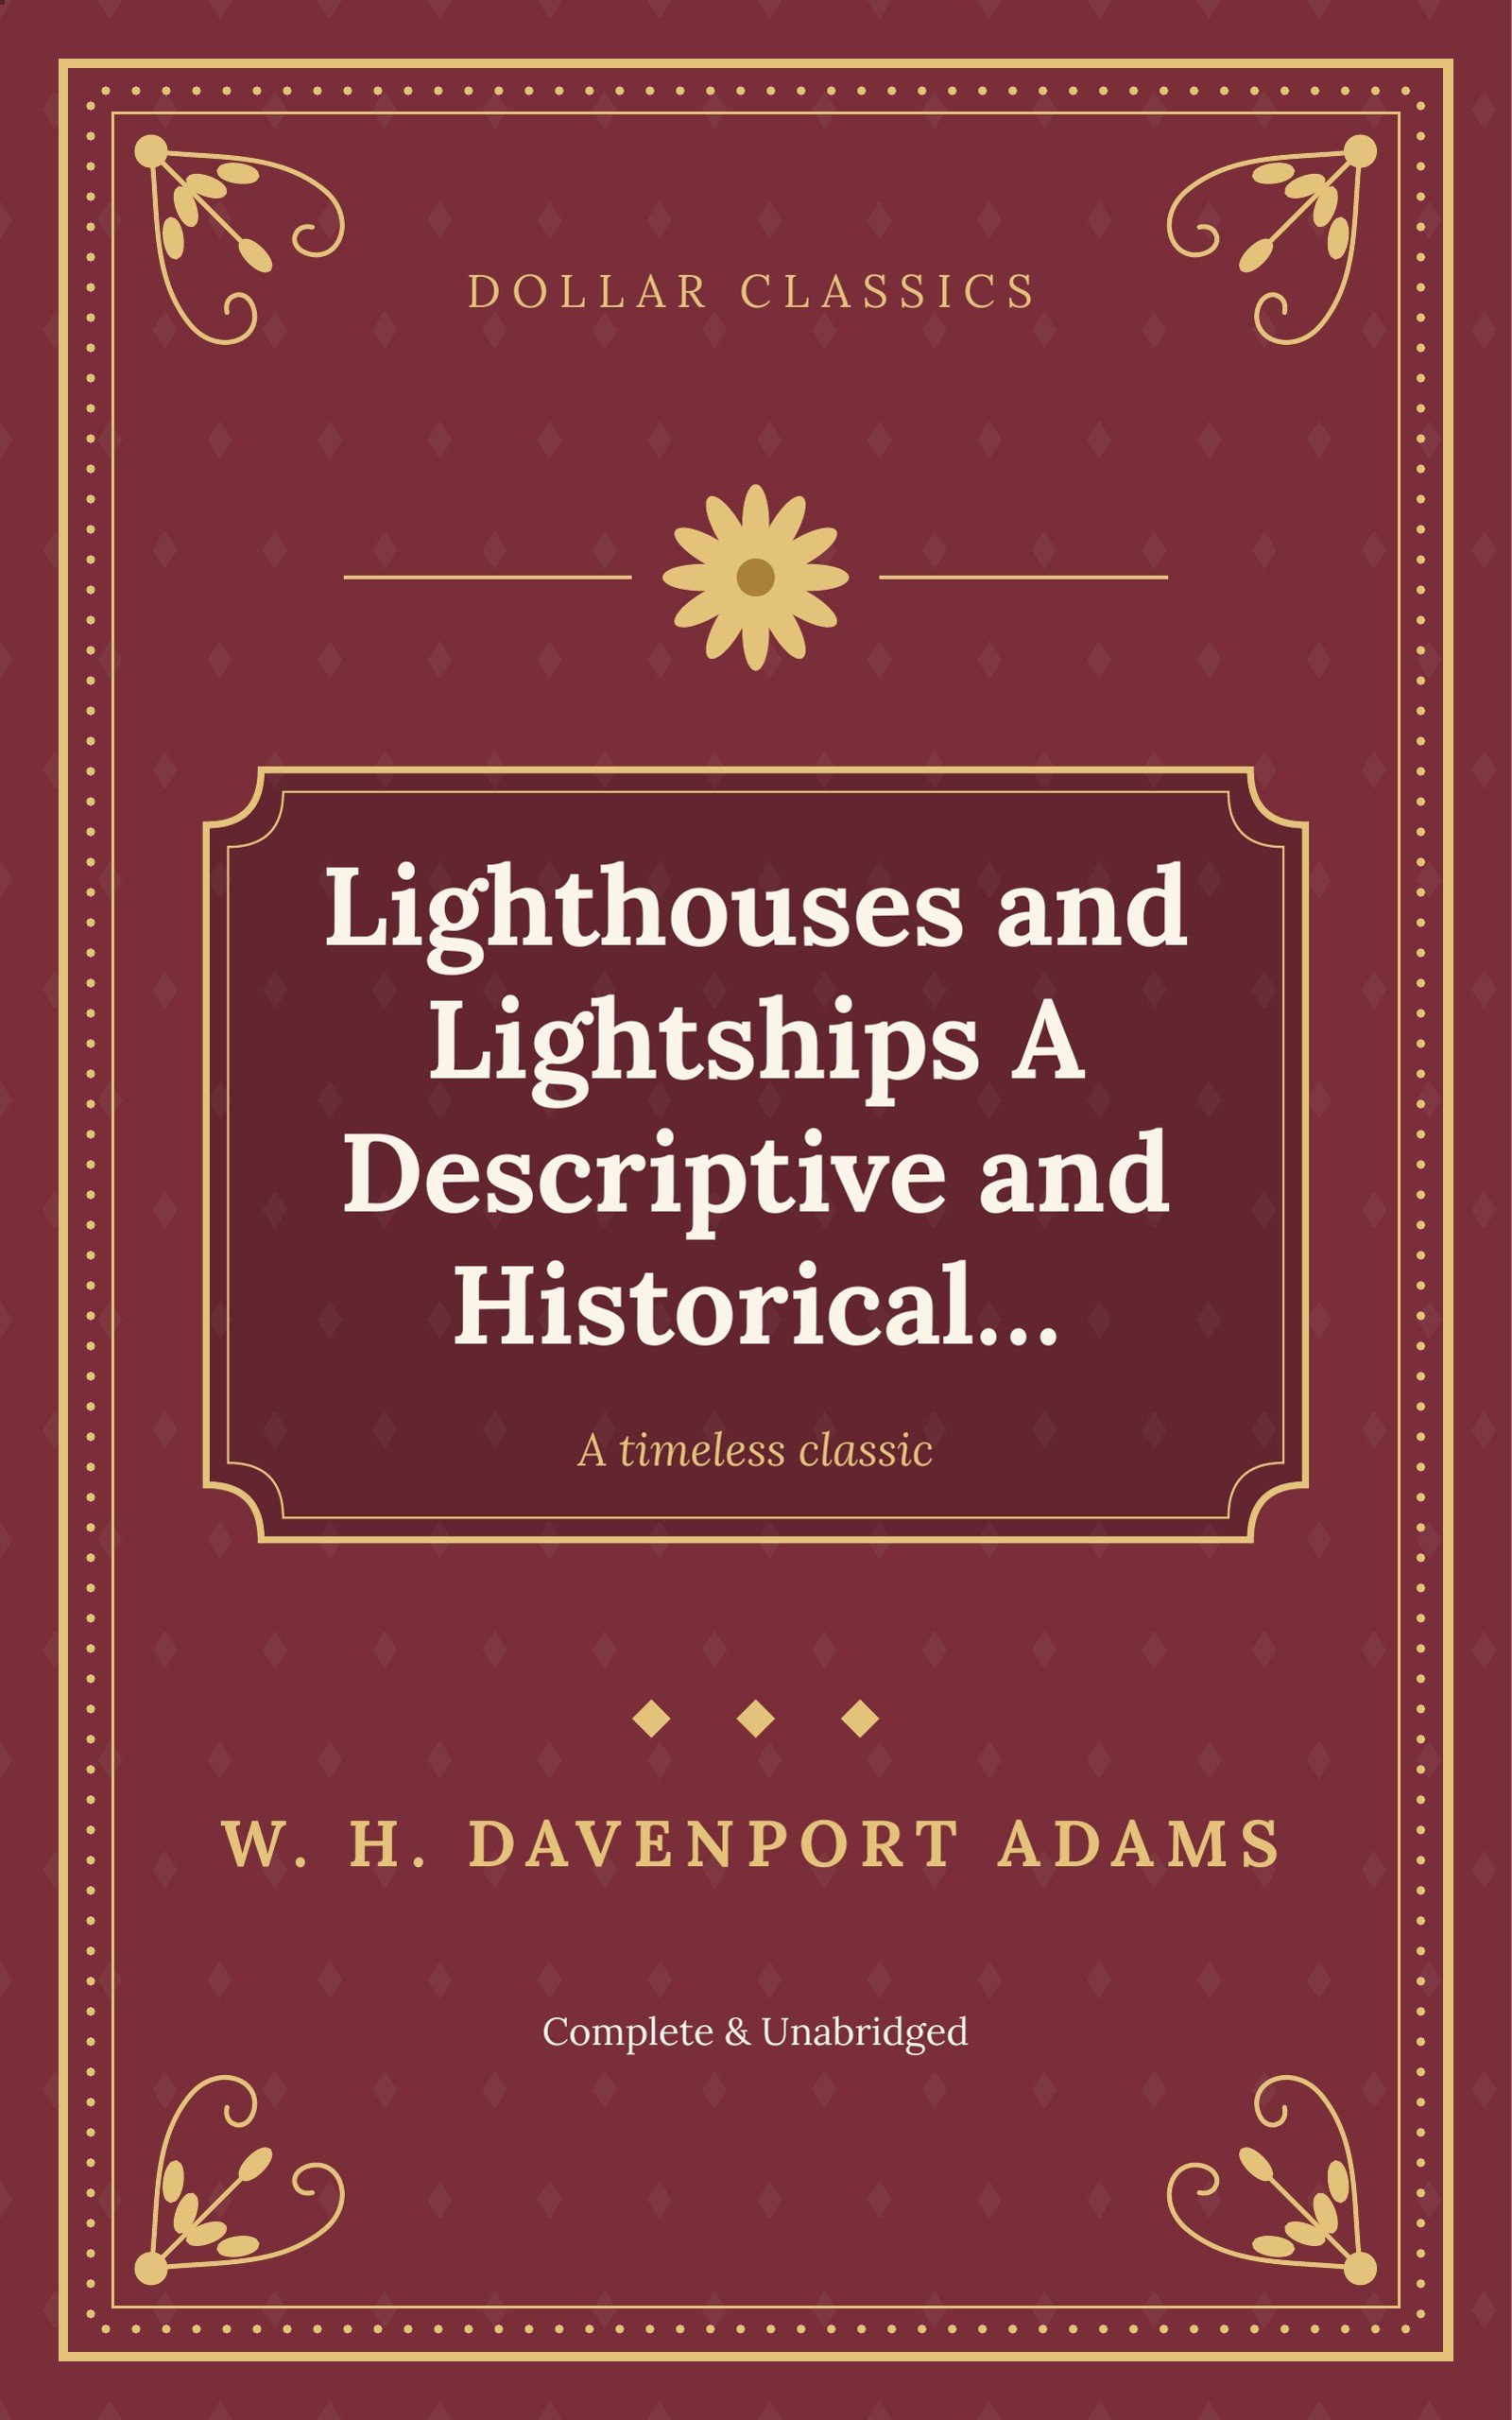 DOLLAR CLASSICS
Lighthouses and
Lightships A
Descriptive and
Historical...
A timeless classic
W. H. DAVENPORT ADAMS
Complete & Unabridged